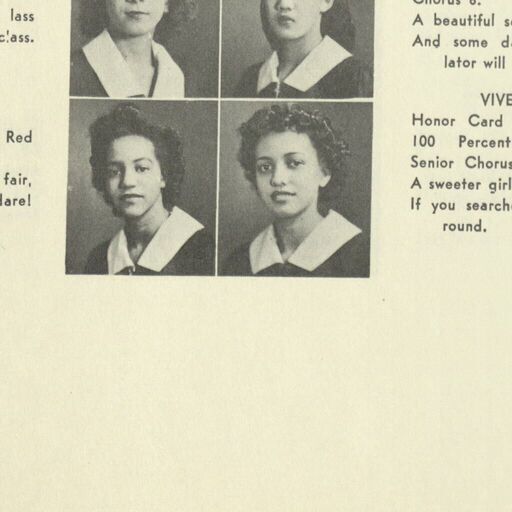 lass
c'ass.
Red
fair,
dare!
Chorus 6.
A beautiful
And some
lator will
VIVE
Honor Card
100 Percent
Senior Chorus
A sweeter girl
If you searche
round.